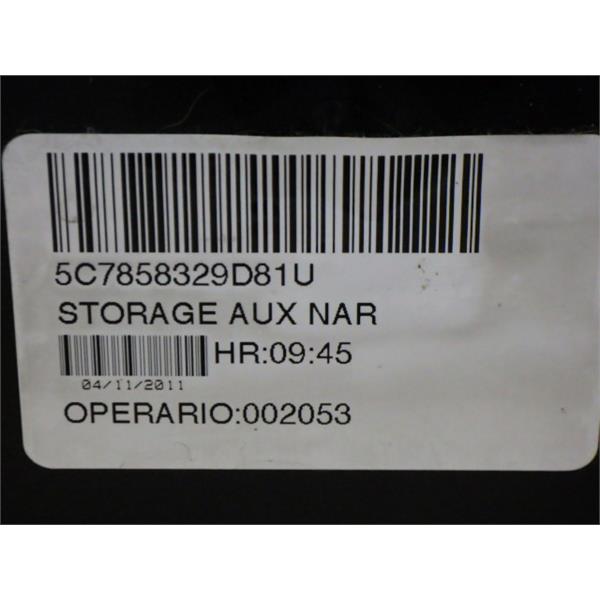 5C7858329D81U
STORAGE AUX NAR
HR:09:45
04/11/2011
OPERARIO:002053